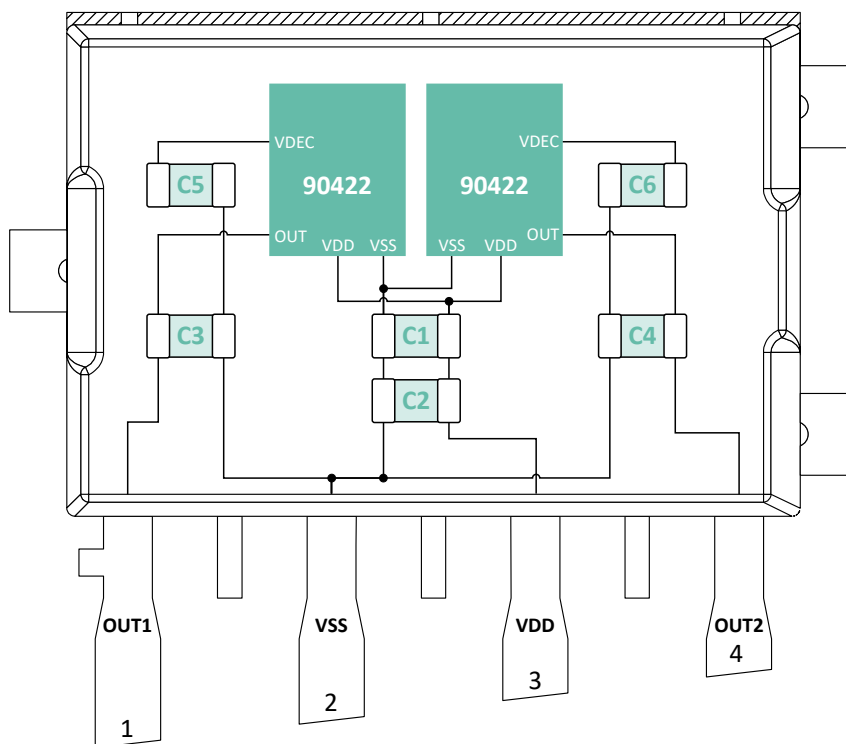 VDEC VDEC
C5 90422 90422 C6
OUT VDD VSS VSS VDD OUT
C3 C1 C4
C2
OUT1 VSS VDD OUT2
1 2 3 4